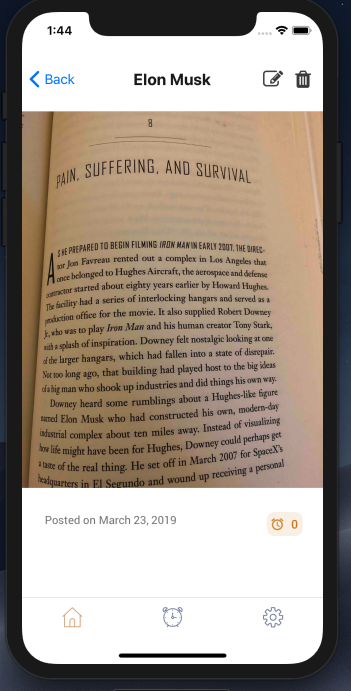 1:44
Back
Elon Musk
8
PAIN, SUFFERING, AND SURVIVAL
AS HE PREPARED TO BEGIN FILMING IRON MAN IN EARLY 2007, THE DIREC-
tor Jon Favreau rented out a complex in Los Angeles that
once belonged to Hughes Aircraft, the aerospace and defense
contractor started about eighty years earlier by Howard Hughes.
The facility had a series of interlocking hangars and served as a
production office for the movie. It also supplied Robert Downey
Jr., who was to play Iron Man and his human creator Tony Stark,
with a splash of inspiration. Downey felt nostalgic looking at one
of the larger hangars, which had fallen into a state of disrepair.
Not too long ago, that building had played host to the big ideas
of a big man who shook up industries and did things his own way.
Downey heard some rumblings about a Hughes-like figure
named Elon Musk who had constructed his own, modern-day
industrial complex about ten miles away. Instead of visualizing
how life might have been for Hughes, Downey could perhaps get
a taste of the real thing. He set off in March 2007 for SpaceX's
headquarters in El Segundo and wound up receiving a personal
Posted on March 23, 2019
0